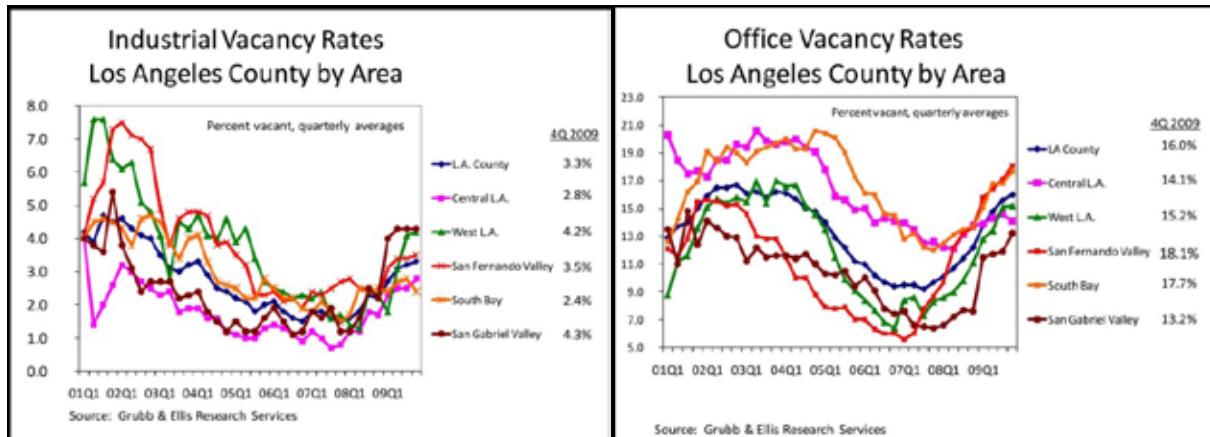 Industrial Vacancy Rates
Los Angeles County by Area
8.0
7.0
6.0
5.0
4.0
3.0
2.0
1.0
0.0
Percent vacant, quarterly averages
4Q 2009
L.A. County 3.3%
Central L.A. 2.8%
West L.A. 4.2%
San Fernando Valley 3.5%
South Bay 2.4%
San Gabriel Valley 4.3%
01Q1 02Q1 03Q1 04Q1 05Q1 06Q1 07Q1 08Q1 09Q1
Source: Grubb & Ellis Research Services
Office Vacancy Rates
Los Angeles County by Area
23.0
21.0
19.0
17.0
15.0
13.0
11.0
9.0
7.0
5.0
Percent vacant, quarterly averages
4Q 2009
LA County 16.0%
Central L.A. 14.1%
West L.A. 15.2%
San Fernando Valley 18.1%
South Bay 17.7%
San Gabriel Valley 13.2%
01Q1 02Q1 03Q1 04Q1 05Q1 06Q1 07Q1 08Q1 09Q1
Source: Grubb & Ellis Research Services